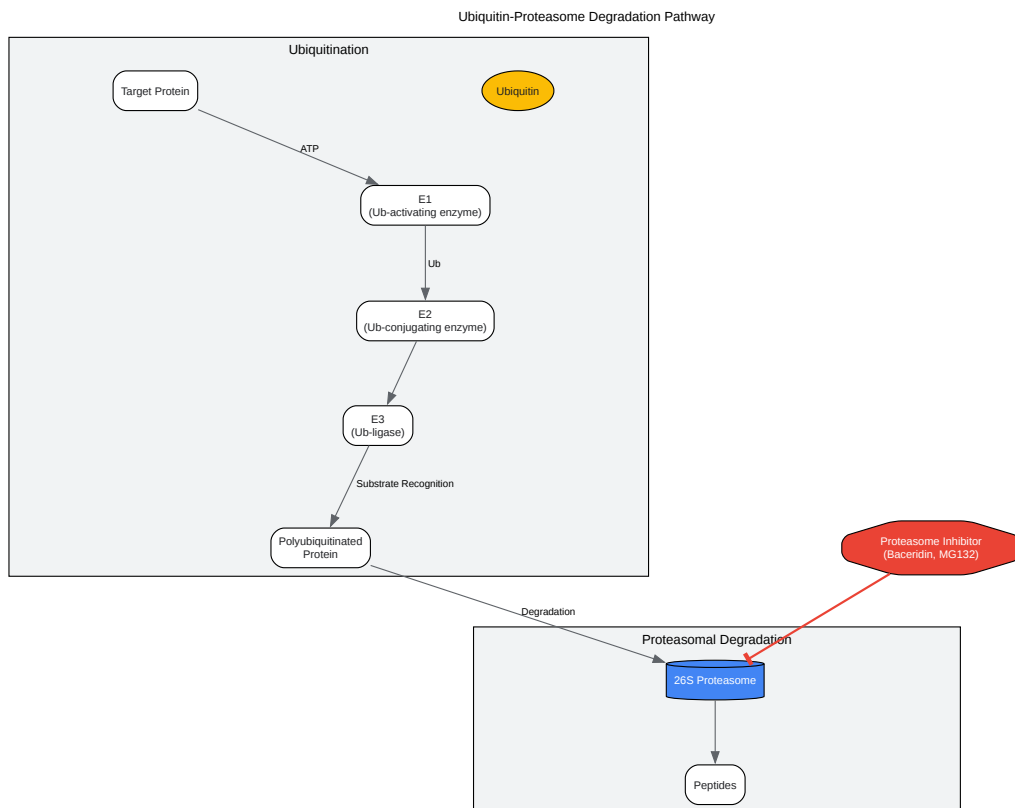 Ubiquitin-Proteasome Degradation Pathway
Ubiquitination
Target Protein
Ubiquitin
ATP
E1
(Ub-activating enzyme)
Ub
E2
(Ub-conjugating enzyme)
E3
(Ub-ligase)
Substrate Recognition
Polyubiquitinated
Protein
Proteasome Inhibitor
(Baceridin, MG132)
Degradation
Proteasomal Degradation
26S Proteasome
Peptides